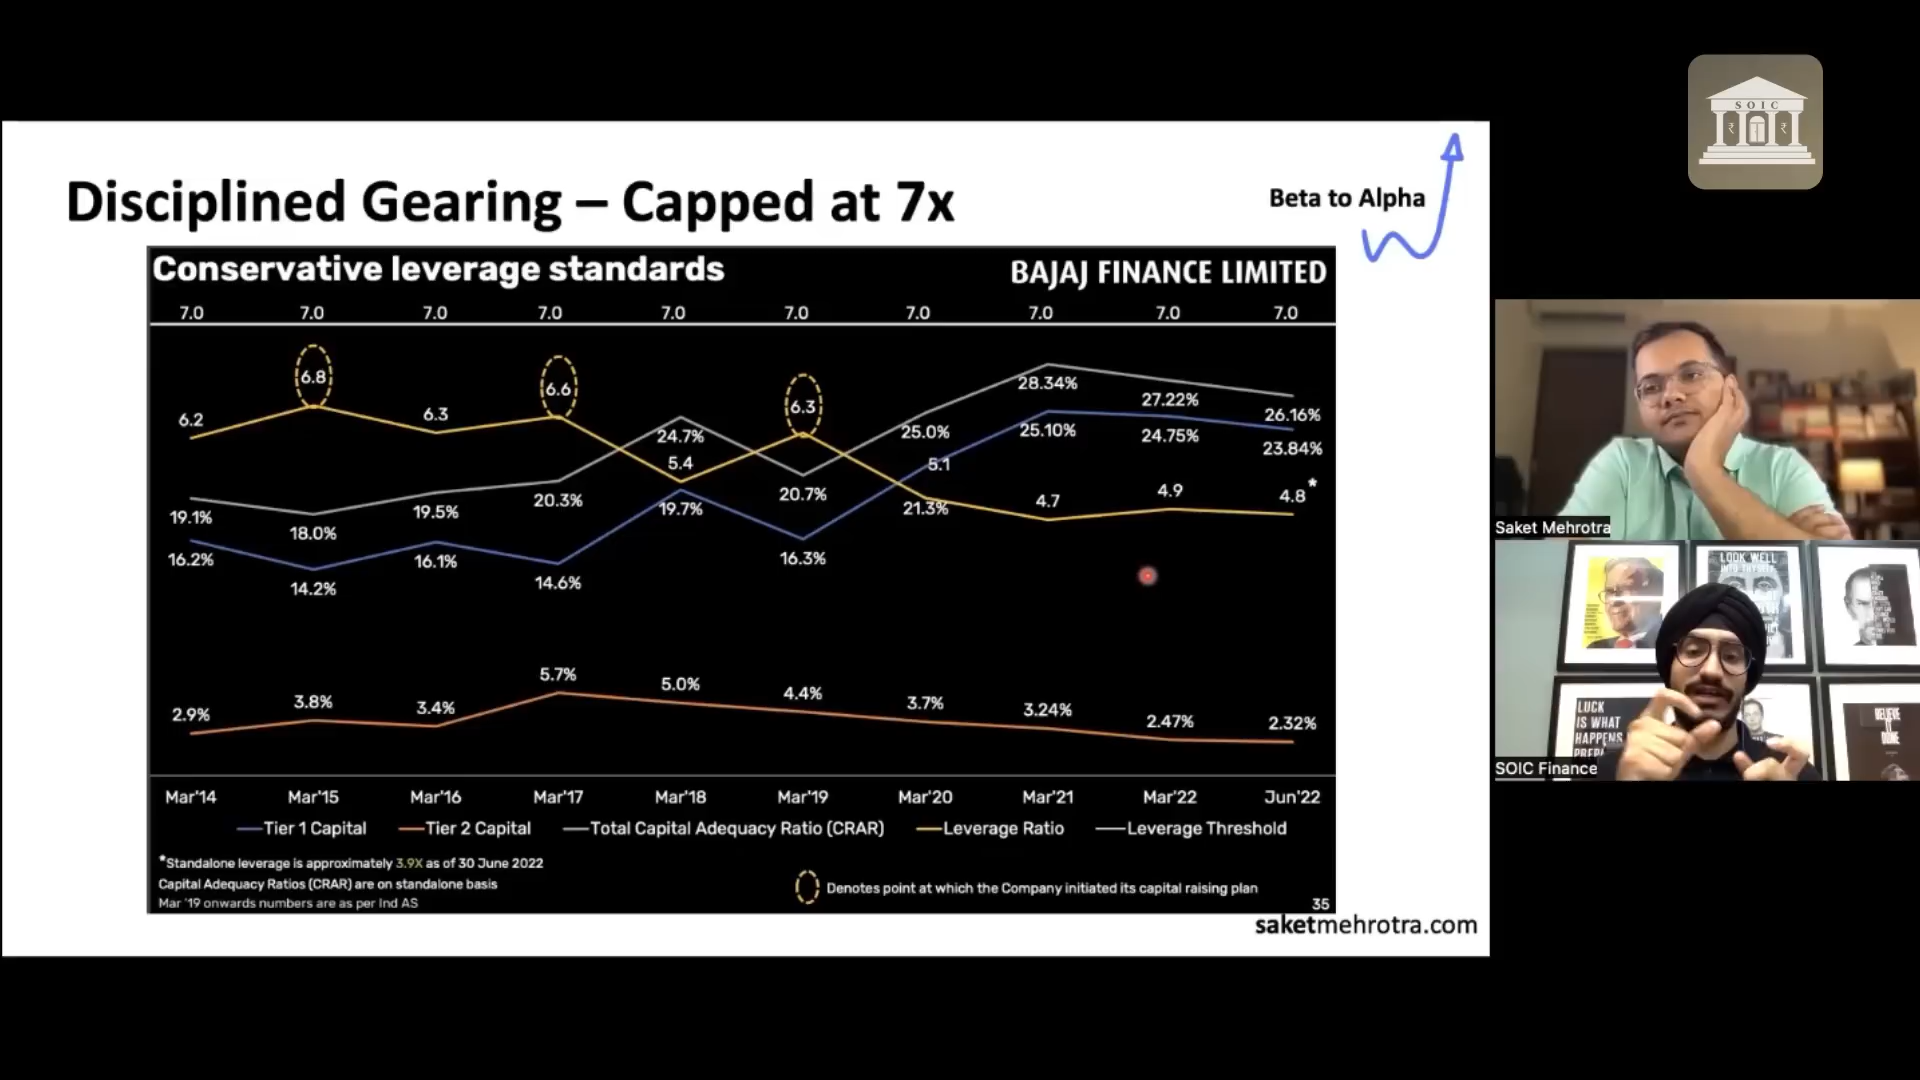 SOIC
₹ ₹
Disciplined Gearing – Capped at 7x
Beta to Alpha
Conservative leverage standards
BAJAJ FINANCE LIMITED
7.0 7.0 7.0 7.0 7.0 7.0 7.0 7.0 7.0 7.0
6.2 6.8 6.3 6.6 5.4 6.3 5.1 4.7 4.9 4.8*
19.1% 18.0% 19.5% 20.3% 24.7% 20.7% 25.0% 28.34% 27.22% 26.16%
16.2% 14.2% 16.1% 14.6% 19.7% 16.3% 21.3% 25.10% 24.75% 23.84%
2.9% 3.8% 3.4% 5.7% 5.0% 4.4% 3.7% 3.24% 2.47% 2.32%
Mar'14 Mar'15 Mar'16 Mar'17 Mar'18 Mar'19 Mar'20 Mar'21 Mar'22 Jun'22
Tier 1 Capital Tier 2 Capital Total Capital Adequacy Ratio (CRAR) Leverage Ratio Leverage Threshold
*Standalone leverage is approximately 3.9X as of 30 June 2022
Capital Adequacy Ratios (CRAR) are on standalone basis
Mar '19 onwards numbers are as per Ind AS
Denotes point at which the Company initiated its capital raising plan
35
saketmehrotra.com
Saket Mehrotra
LOOK WELL
LUCK
IS WHAT
HAPPENS
BELIEVE
IT
DONE
SOIC Finance